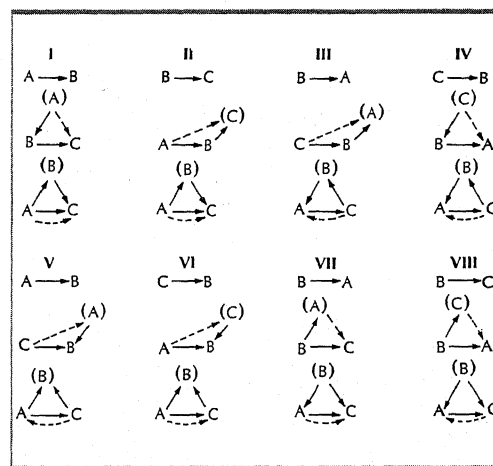 I II III IV
A → B B → C B → A C → B
(A) (C) (A) (C)
B → C A → B C → B B → A
(B) (B) (B) (B)
A → C A → C A → C A → C
V VI VII VIII
A → B C → B B → A B → C
(A) (C) (A) (C)
C → B A → B B → C B → A
(B) (B) (B) (B)
A → C A → C A → C A → C